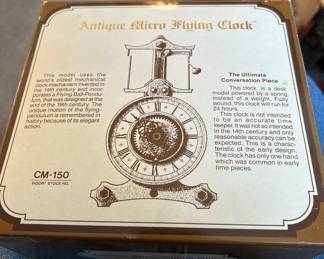 Antique Micro Flying Clock™
This model uses the
world's oldest mechanical
clock mechanism invented in
the 14th century and incor-
porates a Flying Ball-Pendu-
lum, that was designed at the
end of the 18th century. The
unique motion of the flying-
pendulum is remembered in
history because of its elegant
action.
CM-150
VIGOR® STOCK NO.
The Ultimate
Conversation Piece
This clock is a desk
model powered by a spring
instead of a weight. Fully
wound, this clock will run for
24 hours.
This clock is not intended
to be an accurate time
keeper. It was not so intended
in the 14th century and only
reasonable accuracy can be
expected. This is a charac-
teristic of the early design.
The clock has only one hand
which was common in early
time pieces.